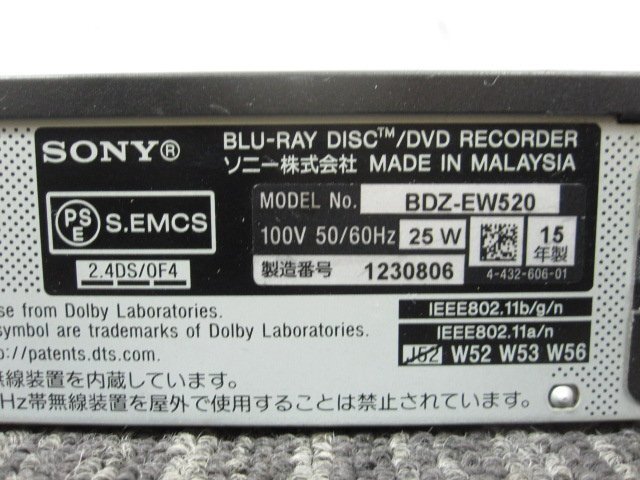 SONY®
BLU-RAY DISC™/DVD RECORDER
ソニー株式会社 MADE IN MALAYSIA
PS
E
S.EMCS
2.4DS/OF4
MODEL No. BDZ-EW520
100V 50/60Hz 25 W
15
年製
製造番号 1230806
4-432-606-01
se from Dolby Laboratories.
symbol are trademarks of Dolby Laboratories.
p://patents.dts.com.
無線装置を内蔵しています。
Hz帯無線装置を屋外で使用することは禁止されています。
IEEE802.11b/g/n
IEEE802.11a/n
J52 W52 W53 W56